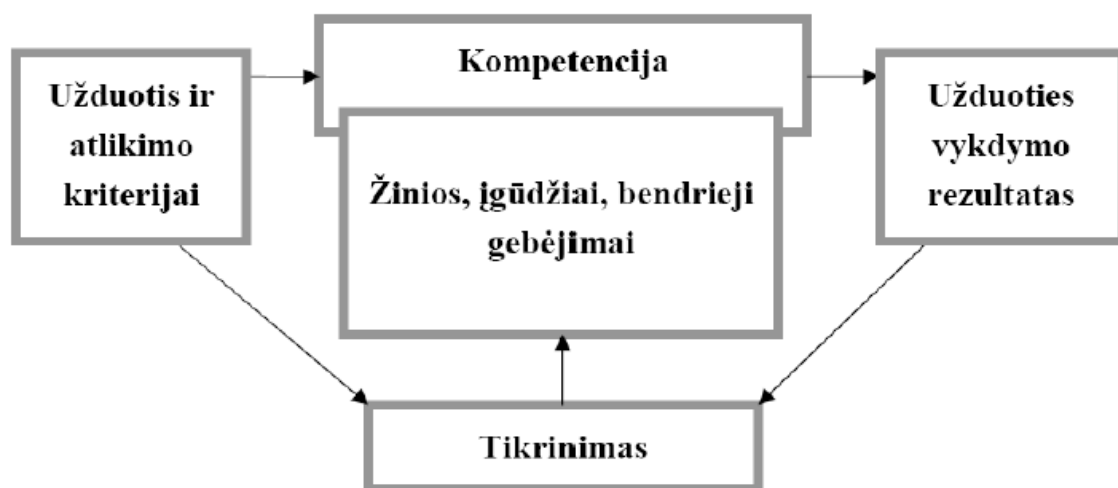 Užduotis ir
atlikimo
kriterijai
Kompetencija
Žinios, įgūdžiai, bendrieji
gebėjimai
Užduoties
vykdymo
rezultatas
Tikrinimas